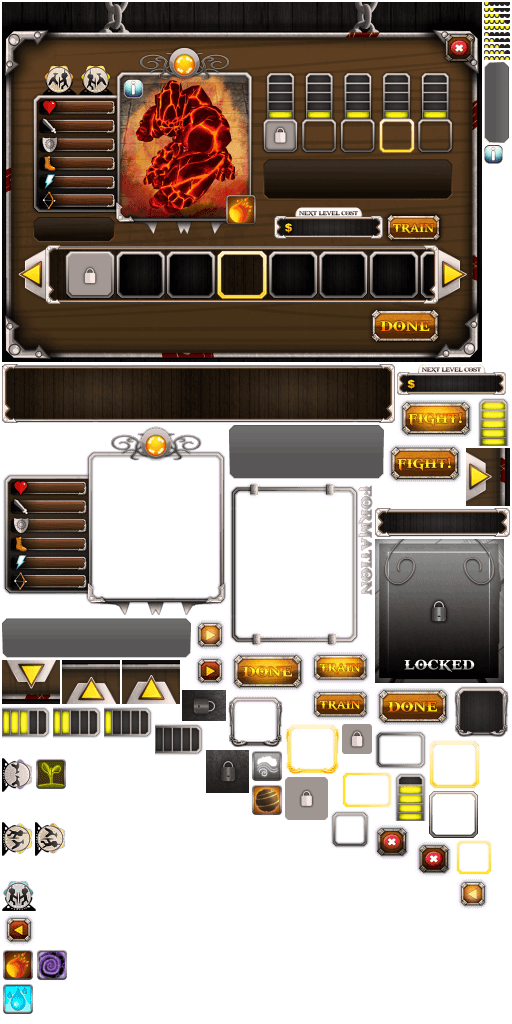 NEXT LEVEL COST
$
TRAIN
DONE
NEXT LEVEL COST
$
FIGHT!
FIGHT!
FORMATION
LOCKED
DONE
TRAIN
TRAIN
DONE